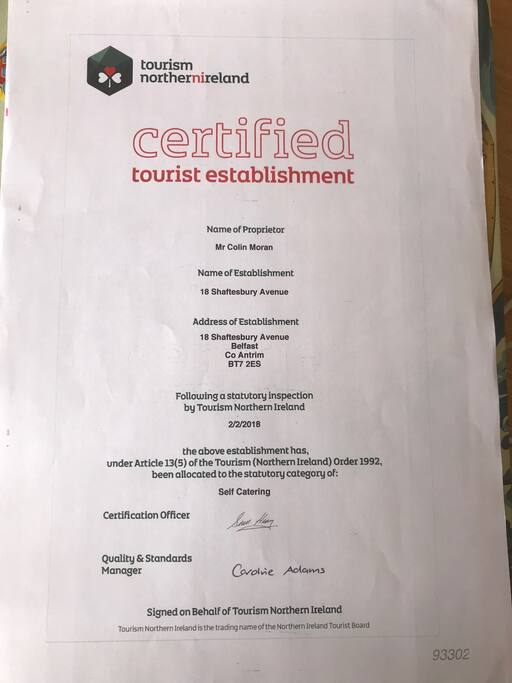 tourism
northernireland
certified
tourist establishment
Name of Proprietor
Mr Colin Moran
Name of Establishment
18 Shaftesbury Avenue
Address of Establishment
18 Shaftesbury Avenue
Belfast
Co Antrim
BT7 2ES
Following a statutory inspection
by Tourism Northern Ireland
2/2/2018
the above establishment has,
under Article 13(5) of the Tourism (Northern Ireland) Order 1992,
been allocated to the statutory category of:
Self Catering
Certification Officer
Quality & Standards
Manager
Adams
Signed on Behalf of Tourism Northern Ireland
Tourism Northern Ireland is the trading name of the Northern Ireland Tourist Board
93302